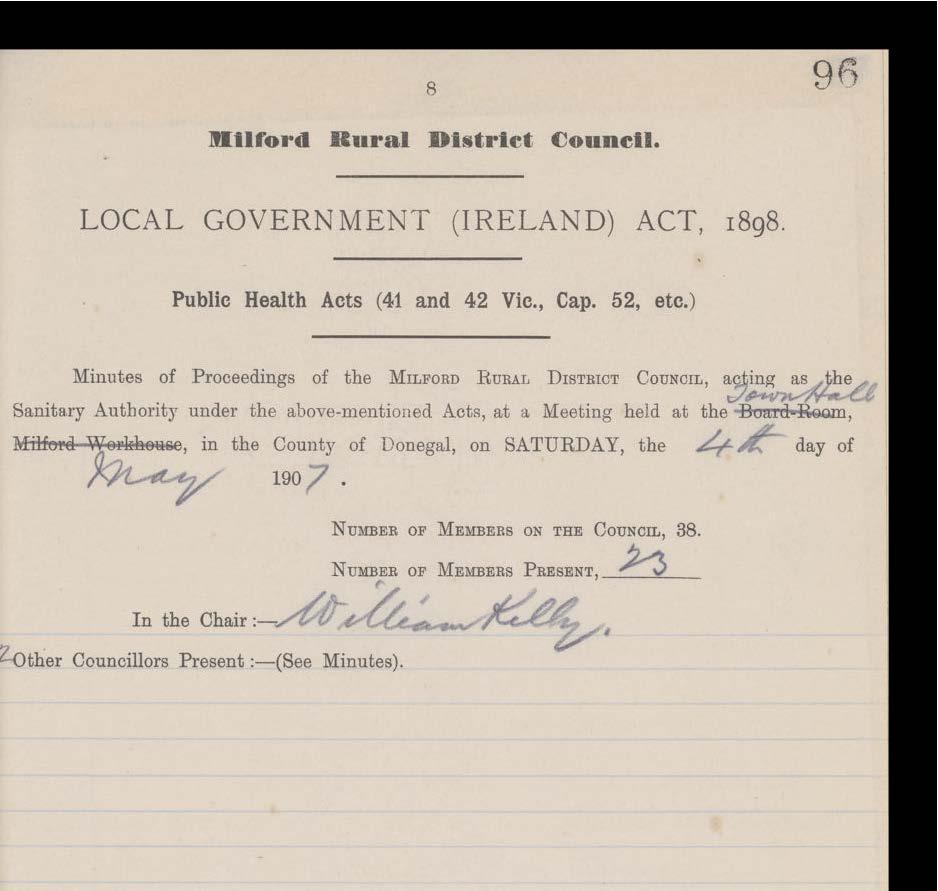 96
8
Milford Rural District Council.
LOCAL GOVERNMENT (IRELAND) ACT, 1898.
Public Health Acts (41 and 42 Vic., Cap. 52, etc.)
Minutes of Proceedings of the MILFORD RURAL DISTRICT COUNCIL, acting as the
Town Hall
Sanitary Authority under the above-mentioned Acts, at a Meeting held at the Board-Room,
Milford Workhouse, in the County of Donegal, on SATURDAY, the 4th day of
May 1907.
NUMBER OF MEMBERS ON THE COUNCIL, 38.
NUMBER OF MEMBERS PRESENT, 23
In the Chair:—William Kelly.
Other Councillors Present:—(See Minutes).